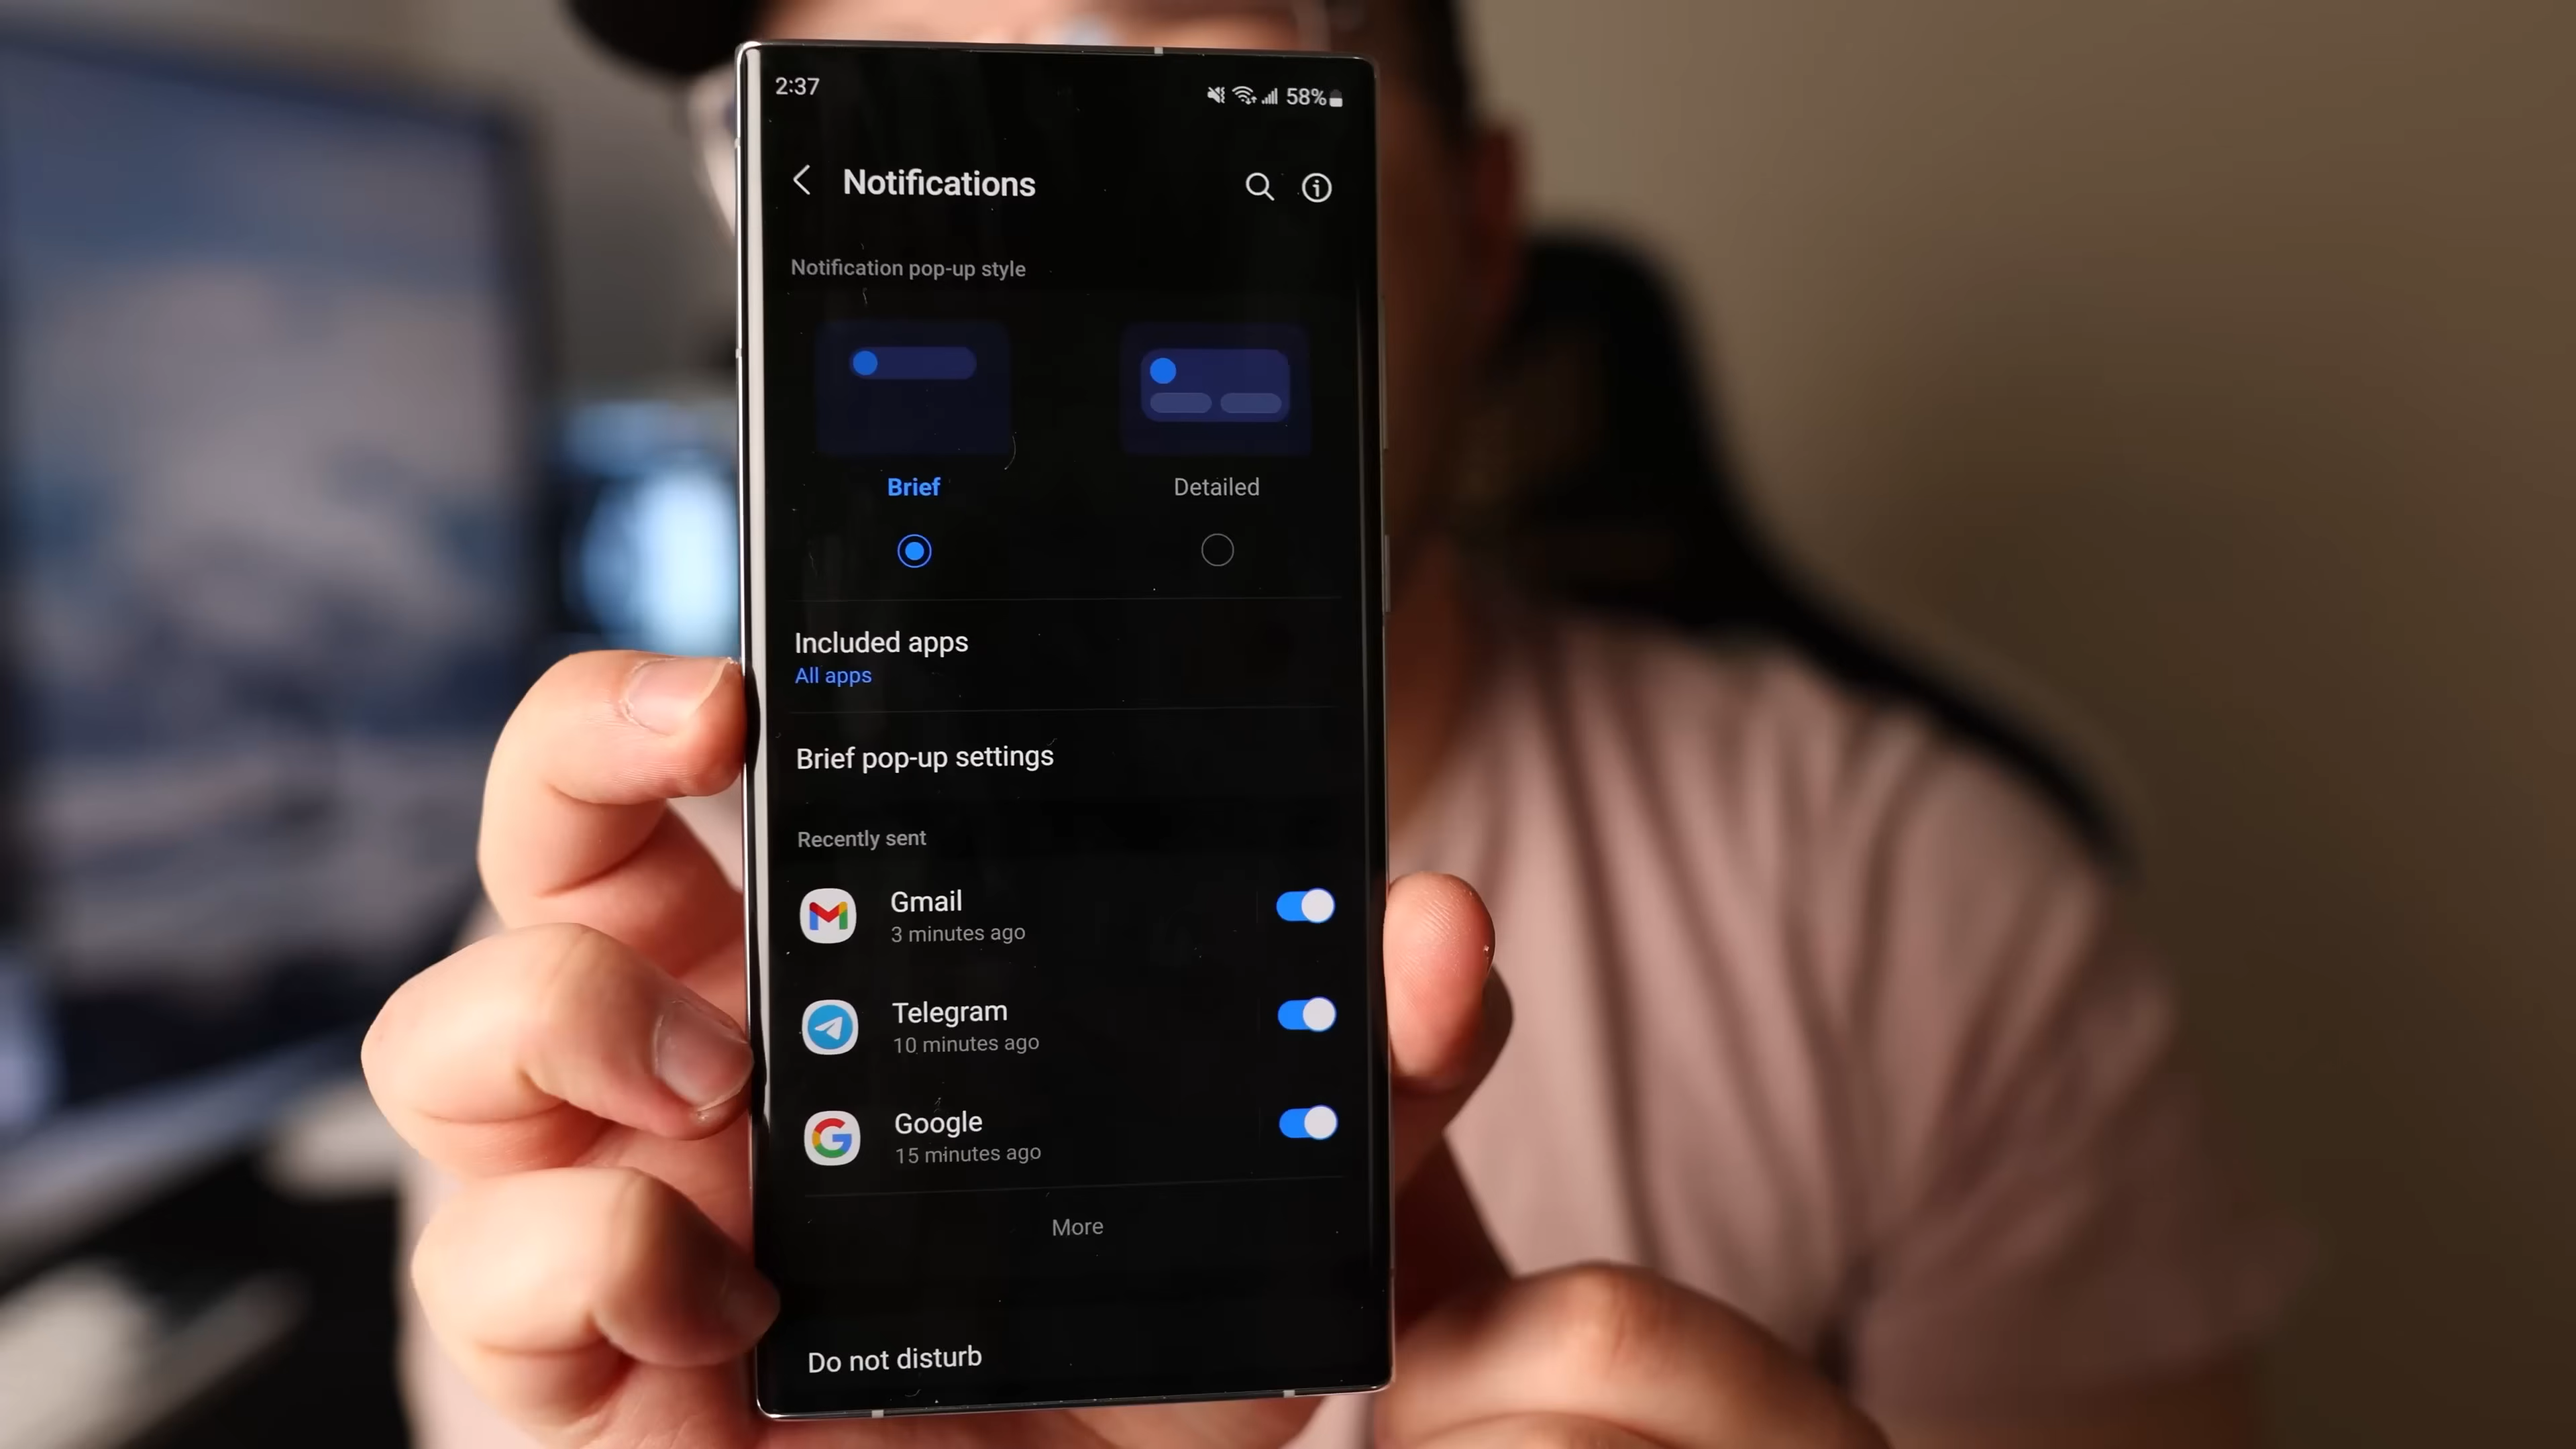 2:37
58%
Notifications
Notification pop-up style
Brief
Detailed
Included apps
All apps
Brief pop-up settings
Recently sent
Gmail
3 minutes ago
Telegram
10 minutes ago
Google
15 minutes ago
More
Do not disturb